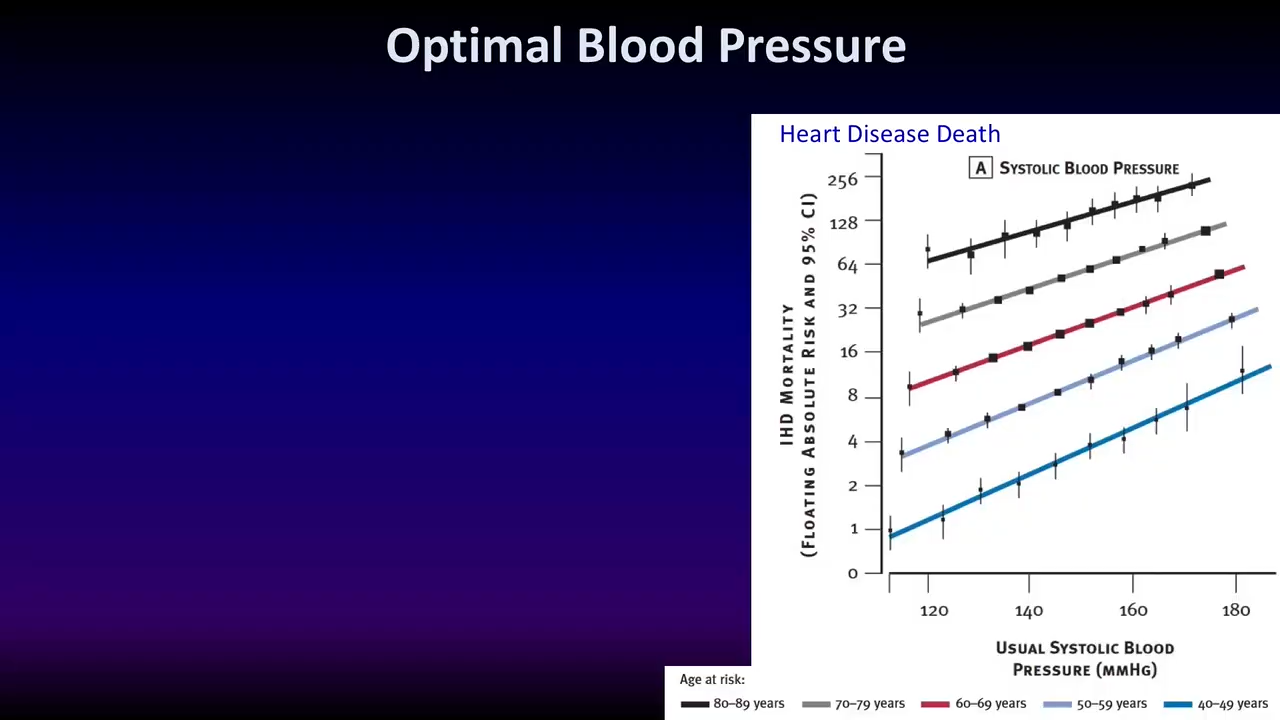 Optimal Blood Pressure
Heart Disease Death
A Systolic Blood Pressure
IHD Mortality
(Floating Absolute Risk and 95% CI)
256
128
64
32
16
8
4
2
1
0
120 140 160 180
Usual Systolic Blood
Pressure (mmHg)
Age at risk:
80–89 years 70–79 years 60–69 years 50–59 years 40–49 years